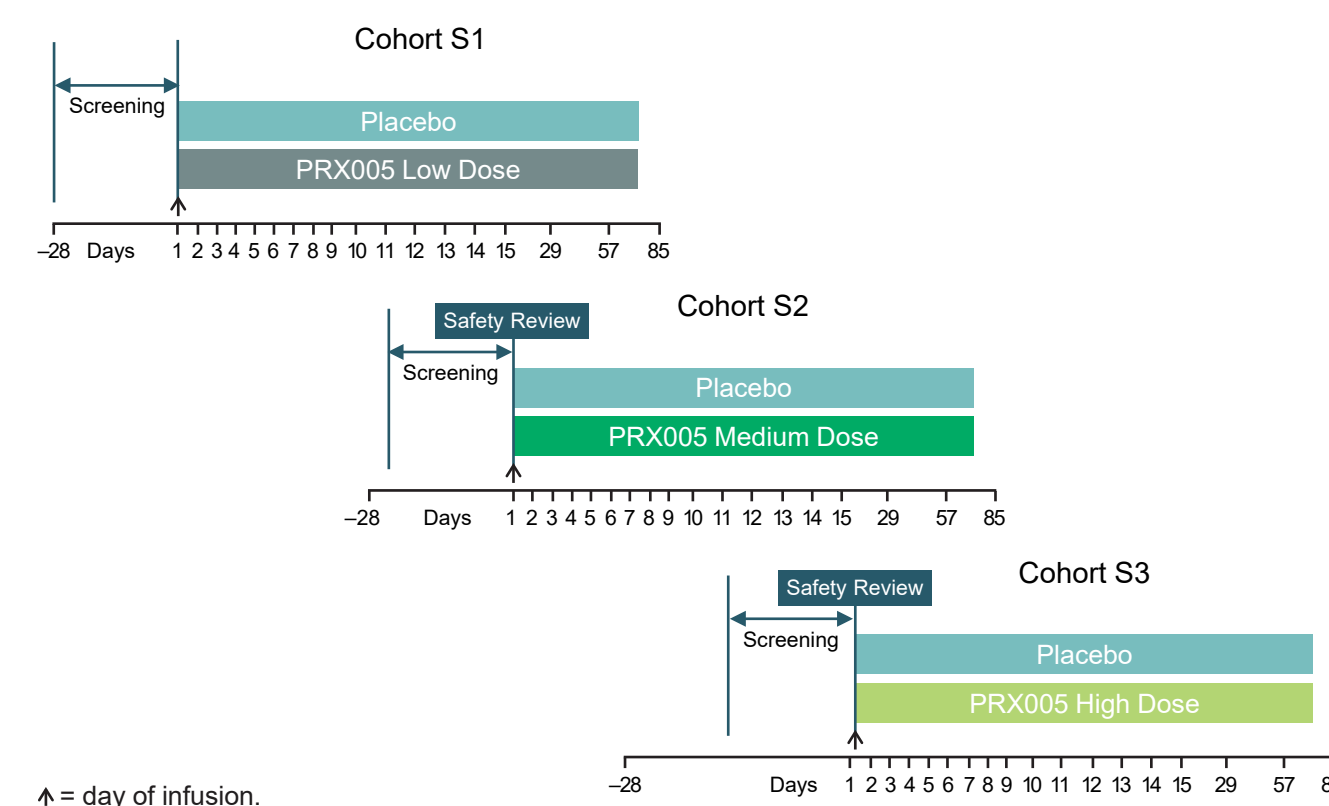 Cohort S1
Screening
Placebo
PRX005 Low Dose
–28 Days 1 2 3 4 5 6 7 8 9 10 11 12 13 14 15 29 57 85
Cohort S2
Safety Review
Screening
Placebo
PRX005 Medium Dose
–28 Days 1 2 3 4 5 6 7 8 9 10 11 12 13 14 15 29 57 85
Cohort S3
Safety Review
Screening
Placebo
PRX005 High Dose
–28 Days 1 2 3 4 5 6 7 8 9 10 11 12 13 14 15 29 57
= day of infusion.